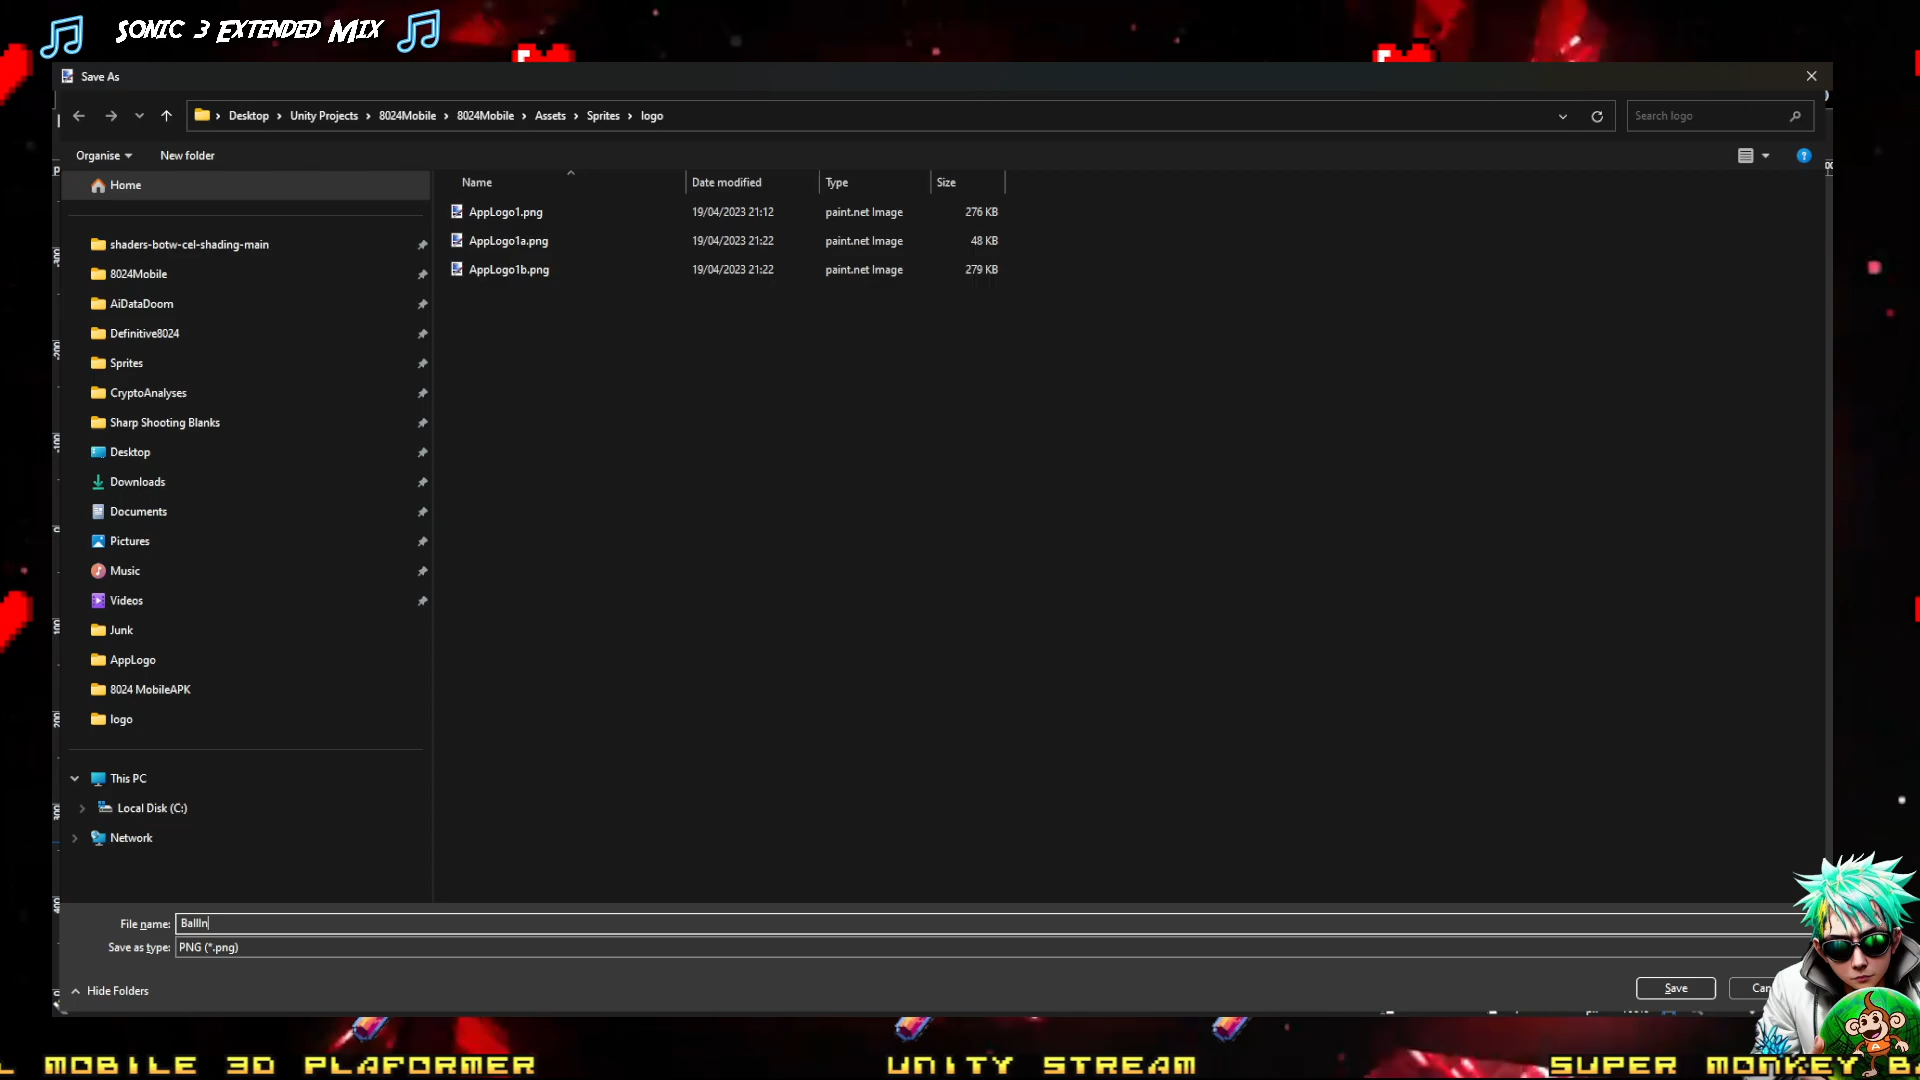 Sonic 3 Extended Mix
Save As
Desktop > Unity Projects > 8024Mobile > 8024Mobile > Assets > Sprites > logo
Search logo
Organise
New folder
Home
shaders-botw-cel-shading-main
8024Mobile
AiDataDoom
Definitive8024
Sprites
CryptoAnalyses
Sharp Shooting Blanks
Desktop
Downloads
Documents
Pictures
Music
Videos
Junk
AppLogo
8024 MobileAPK
logo
This PC
Local Disk (C:)
Network
Name Date modified Type Size
AppLogo1.png 19/04/2023 21:12 paint.net Image 276 KB
AppLogo1a.png 19/04/2023 21:22 paint.net Image 48 KB
AppLogo1b.png 19/04/2023 21:22 paint.net Image 279 KB
File name: BallIn
Save as type: PNG (*.png)
Hide Folders
Save
Can
L MOBILE 3D PLAFORMER UNITY STREAM SUPER MONKEY BA